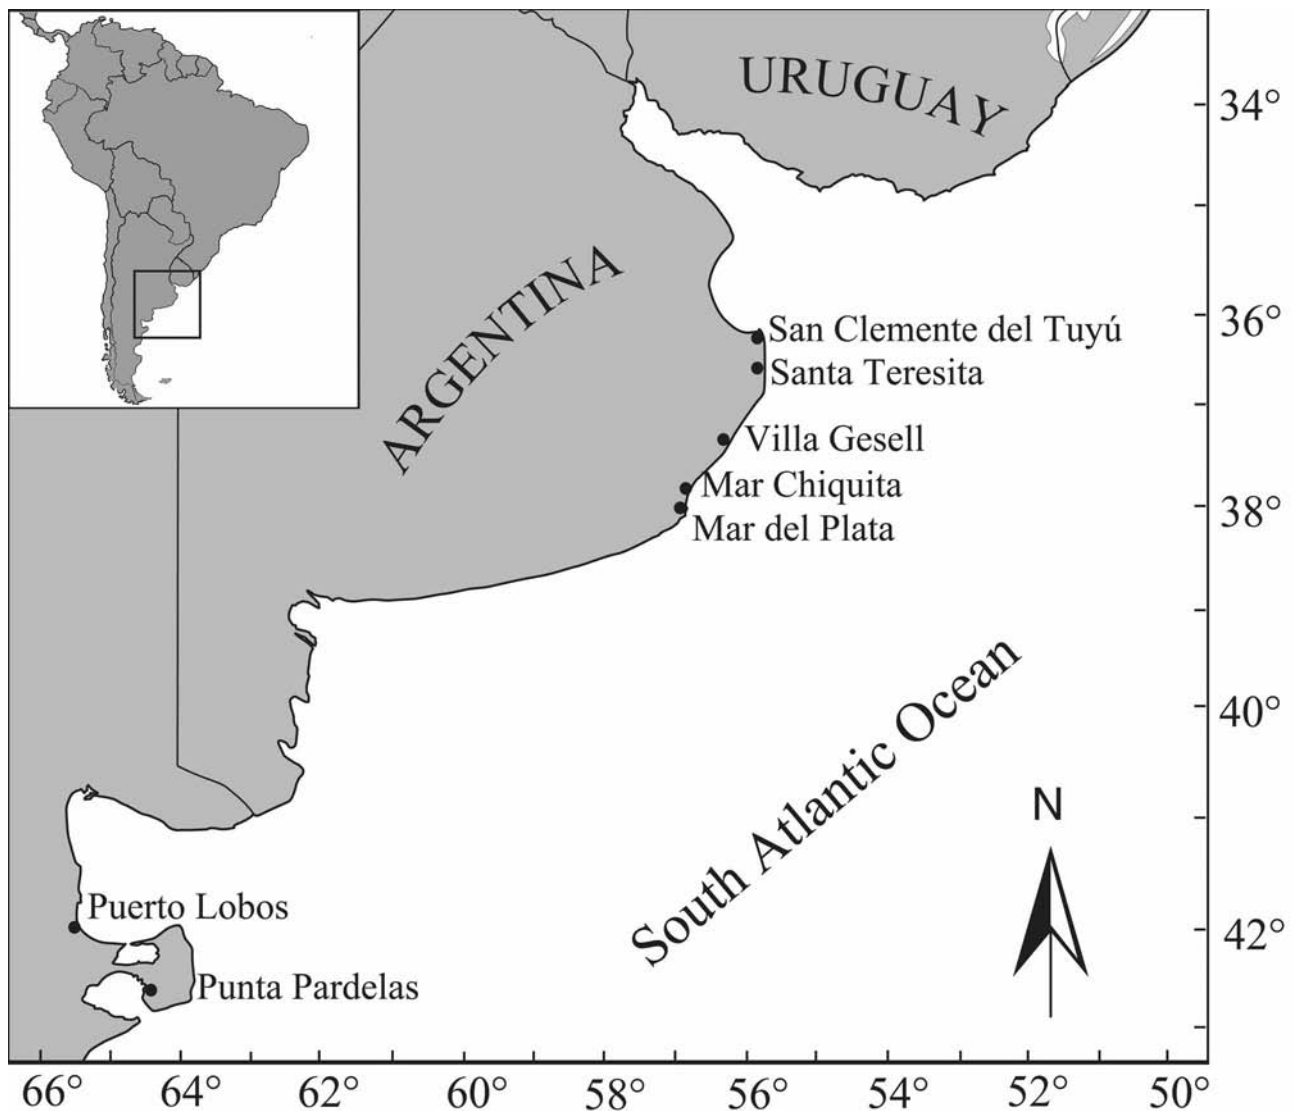 URUGUAY
34°
ARGENTINA
36°
San Clemente del Tuyú
Santa Teresita
Villa Gesell
Mar Chiquita
38°
Mar del Plata
South Atlantic Ocean
40°
N
Puerto Lobos
42°
Punta Pardelas
66° 64° 62° 60° 58° 56° 54° 52° 50°